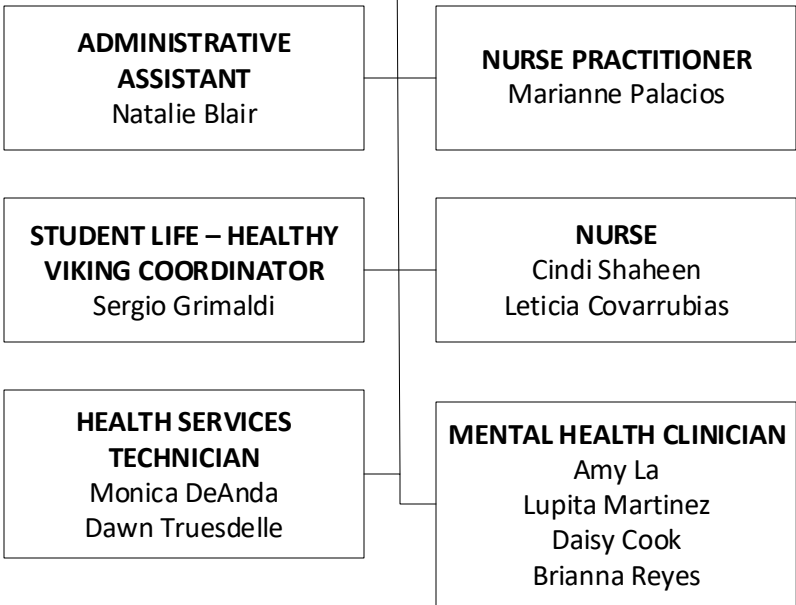 ADMINISTRATIVE
ASSISTANT
Natalie Blair
NURSE PRACTITIONER
Marianne Palacios
STUDENT LIFE – HEALTHY
VIKING COORDINATOR
Sergio Grimaldi
NURSE
Cindi Shaheen
Leticia Covarrubias
HEALTH SERVICES
TECHNICIAN
Monica DeAnda
Dawn Truesdelle
MENTAL HEALTH CLINICIAN
Amy La
Lupita Martinez
Daisy Cook
Brianna Reyes